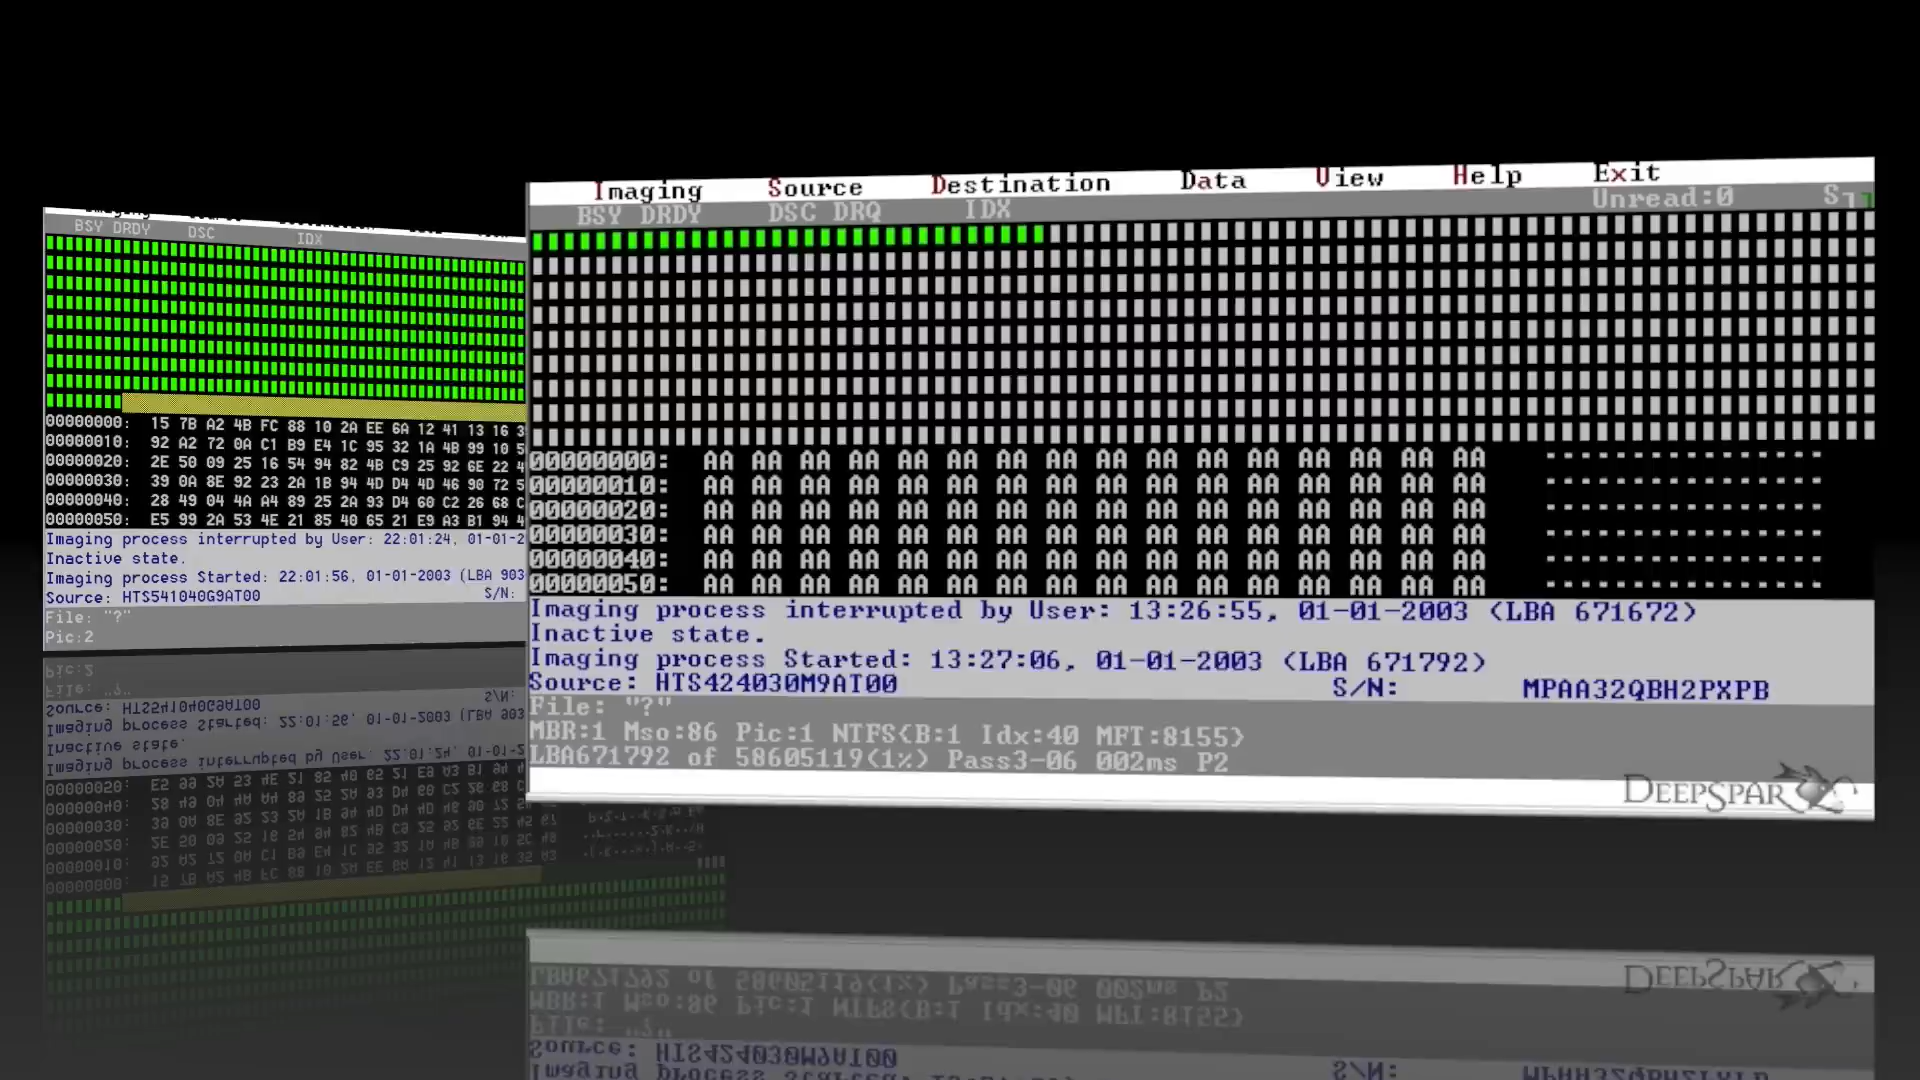 BSY DRDY DSC IDX
00000000: 15 7B A2 4B FC 88 10 2A EE 6A 12 41 13 16
00000010: 92 A2 72 0A C1 B9 E4 1C 95 32 1A 4B 99 10
00000020: 2E 50 09 25 16 54 94 82 4B C9 25 92 6E 22
00000030: 39 0A 8E 92 23 2A 1B 94 4D D4 4D 46 90 72
00000040: 28 49 04 4A A4 89 25 2A 93 D4 60 C2 26 68
00000050: E5 99 2A 53 4E 21 85 40 65 21 E9 A3 B1 94
Imaging process interrupted by User: 22:01:24, 01-01-2
Inactive state.
Imaging process Started: 22:01:56, 01-01-2003 (LBA 903
Source: HTS541040G9AT00 S/N:
File: "?"
Pic:2
Imaging Source Destination Data View Help Exit
BSY DRDY DSC DRQ IDX Unread:0
00000000: AA AA AA AA AA AA AA AA AA AA AA AA AA AA AA AA ................
00000010: AA AA AA AA AA AA AA AA AA AA AA AA AA AA AA AA ................
00000020: AA AA AA AA AA AA AA AA AA AA AA AA AA AA AA AA ................
00000030: AA AA AA AA AA AA AA AA AA AA AA AA AA AA AA AA ................
00000040: AA AA AA AA AA AA AA AA AA AA AA AA AA AA AA AA ................
00000050: AA AA AA AA AA AA AA AA AA AA AA AA AA AA AA AA ................
Imaging process interrupted by User: 13:26:55, 01-01-2003 (LBA 671672)
Inactive state.
Imaging process Started: 13:27:06, 01-01-2003 (LBA 671792)
Source: HTS424030M9AT00 S/N: MPAA32QBH2PXPB
File: "?"
MBR:1 Mso:86 Pic:1 NTFS(B:1 Idx:40 MFT:8155)
LBA671792 of 58605119(1%) Pass3-06 002ms P2
DEEPSPAR